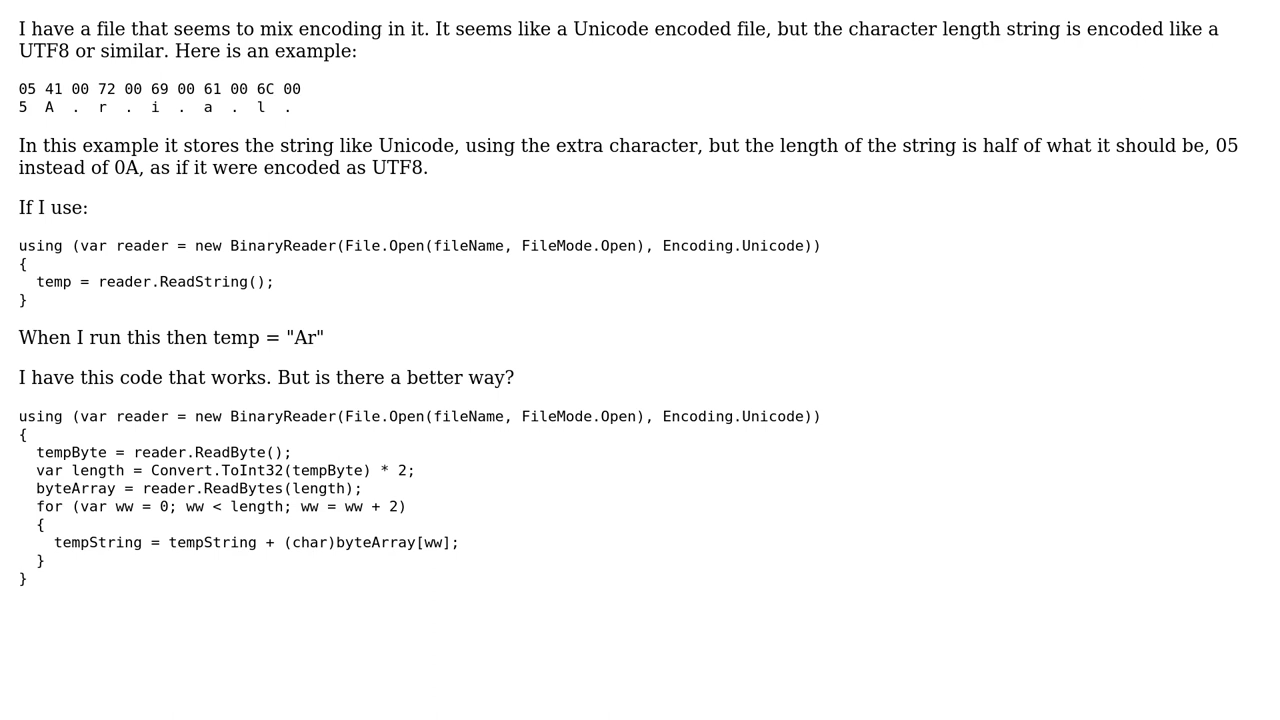 I have a file that seems to mix encoding in it. It seems like a Unicode encoded file, but the character length string is encoded like a
UTF8 or similar. Here is an example:
05 41 00 72 00 69 00 61 00 6C 00
5  A  .  r  .  i  .  a  .  l  .
In this example it stores the string like Unicode, using the extra character, but the length of the string is half of what it should be, 05
instead of 0A, as if it were encoded as UTF8.
If I use:
using (var reader = new BinaryReader(File.Open(fileName, FileMode.Open), Encoding.Unicode))
{
  temp = reader.ReadString();
}
When I run this then temp = "Ar"
I have this code that works. But is there a better way?
using (var reader = new BinaryReader(File.Open(fileName, FileMode.Open), Encoding.Unicode))
{
  tempByte = reader.ReadByte();
  var length = Convert.ToInt32(tempByte) * 2;
  byteArray = reader.ReadBytes(length);
  for (var ww = 0; ww < length; ww = ww + 2)
  {
    tempString = tempString + (char)byteArray[ww];
  }
}